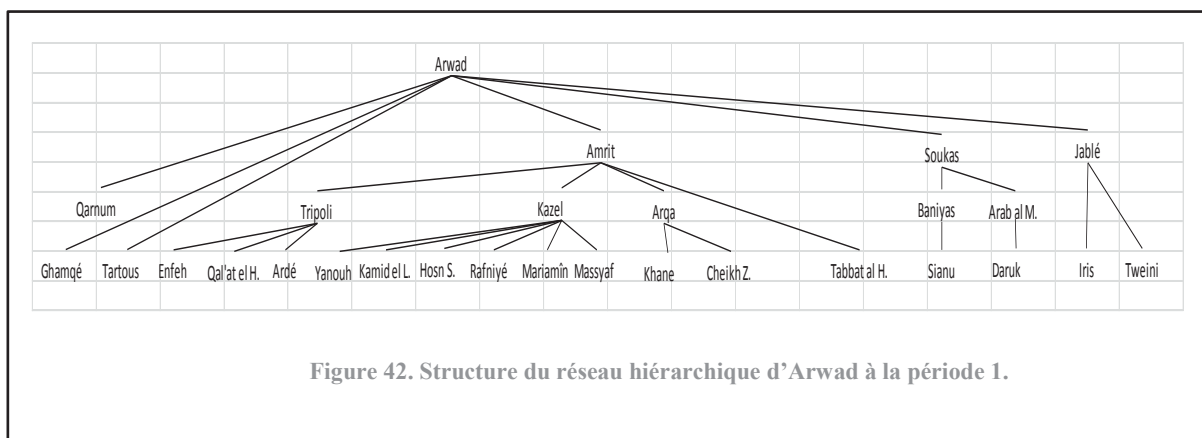 Arwad
Amrit Soukas Jablé
Qarnum Tripoli Kazel Arqa Baniyas Arab al M.
Ghamqé Tartous Enfeh Qal'at el H. Ardé Yanouh Kamid el L. Hosn S. Rafniyé Mariamîn Massyaf Khane Cheikh Z. Tabbat al H. Sianu Daruk Iris Tweini
Figure 42. Structure du réseau hiérarchique d’Arwad à la période 1.